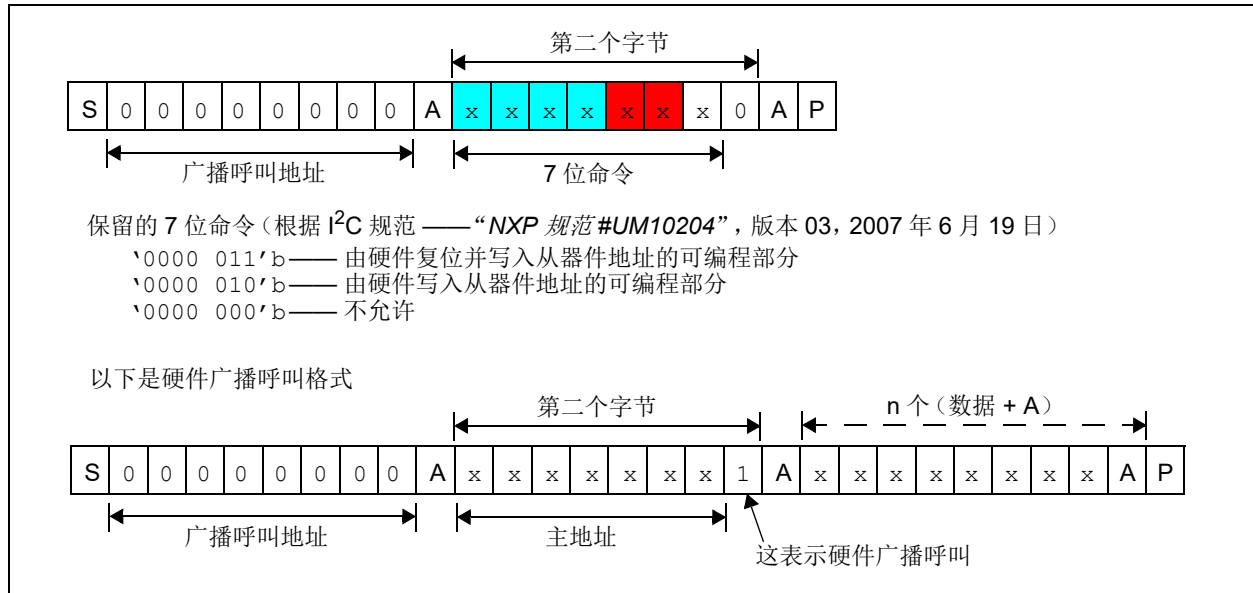 第二个字节
S 0 0 0 0 0 0 0 0 A x x x x x x x 0 A P
广播呼叫地址 7 位命令
保留的 7 位命令（根据 I2C 规范 ——“NXP 规范 #UM10204”，版本 03，2007 年 6 月 19 日）
‘0000 011’b—— 由硬件复位并写入从器件地址的可编程部分
‘0000 010’b—— 由硬件写入从器件地址的可编程部分
‘0000 000’b—— 不允许
以下是硬件广播呼叫格式
第二个字节 n 个（数据 + A）
S 0 0 0 0 0 0 0 0 A x x x x x x x 1 A x x x x x x x x A P
广播呼叫地址 主地址
这表示硬件广播呼叫